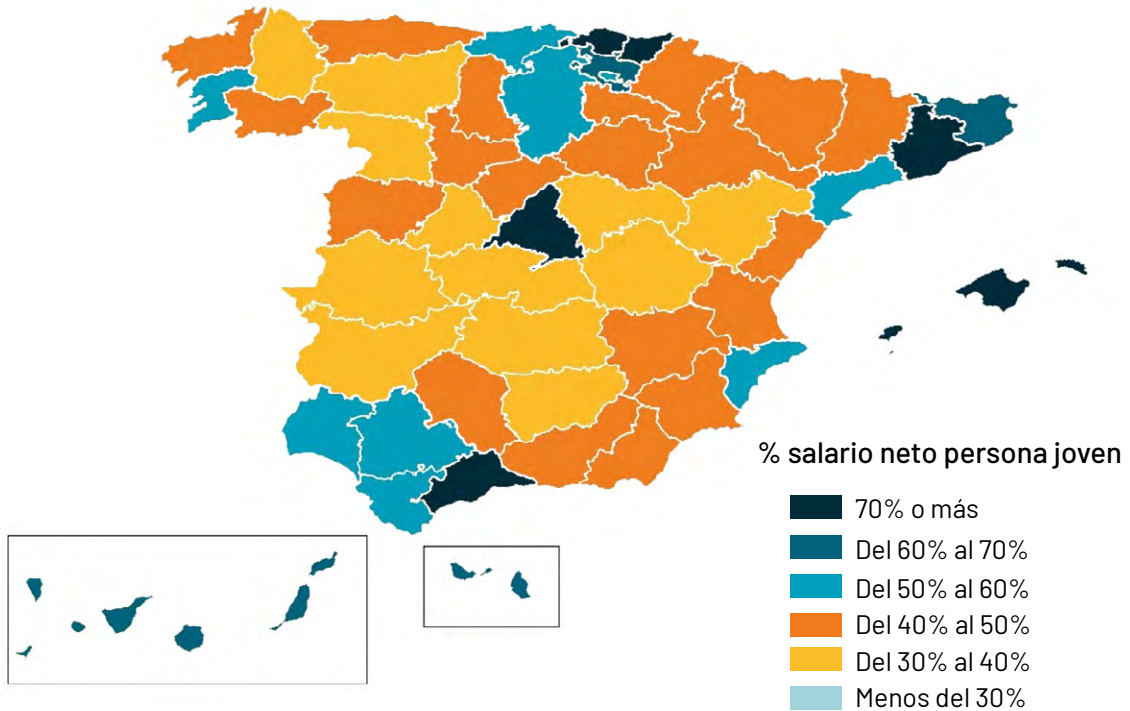 % salario neto persona joven
70% o más
Del 60% al 70%
Del 50% al 60%
Del 40% al 50%
Del 30% al 40%
Menos del 30%